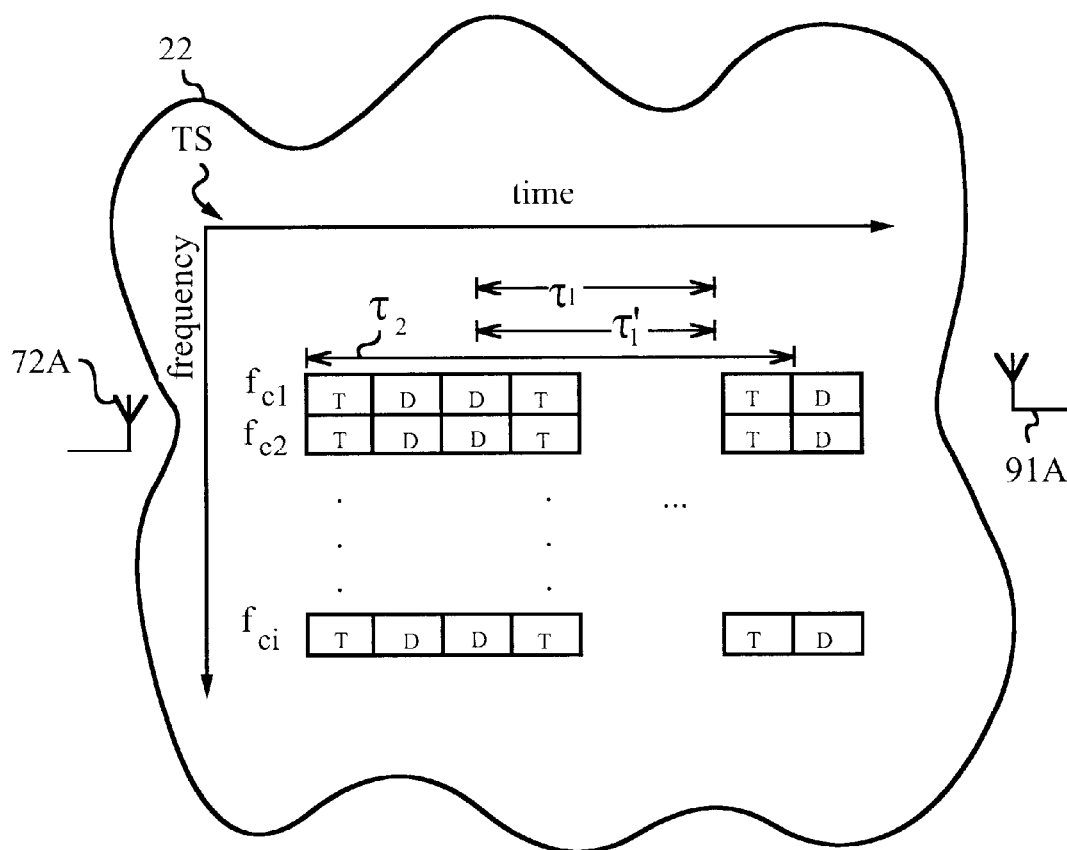 22
TS
time
frequency
τ1
τ1'
τ2
72A
fc1 T D D T T D
fc2 T D D T T D
91A
. . ...
. .
. .
fci T D D T T D